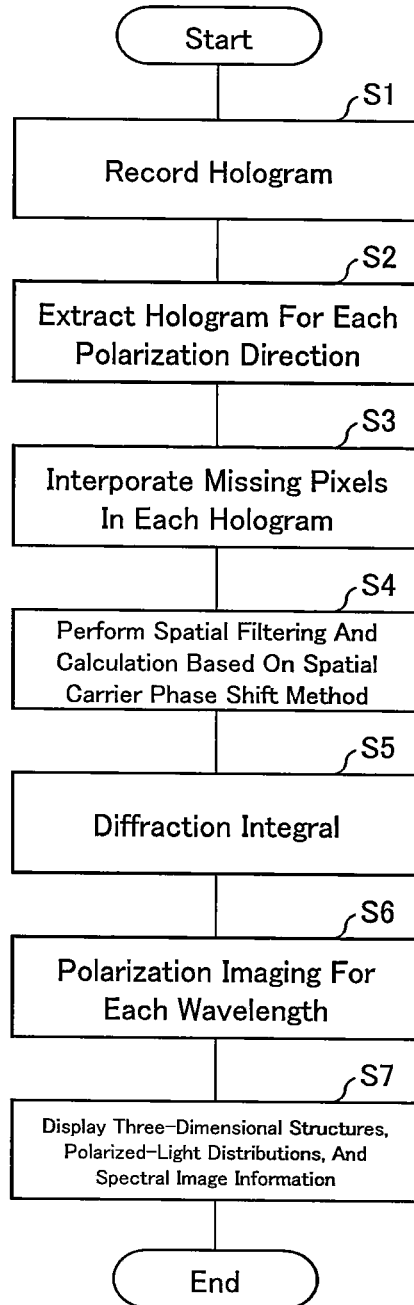 Start
S1
Record Hologram
S2
Extract Hologram For Each
Polarization Direction
S3
Interporate Missing Pixels
In Each Hologram
S4
Perform Spatial Filtering And
Calculation Based On Spatial
Carrier Phase Shift Method
S5
Diffraction Integral
S6
Polarization Imaging For
Each Wavelength
S7
Display Three-Dimensional Structures,
Polarized-Light Distributions, And
Spectral Image Information
End